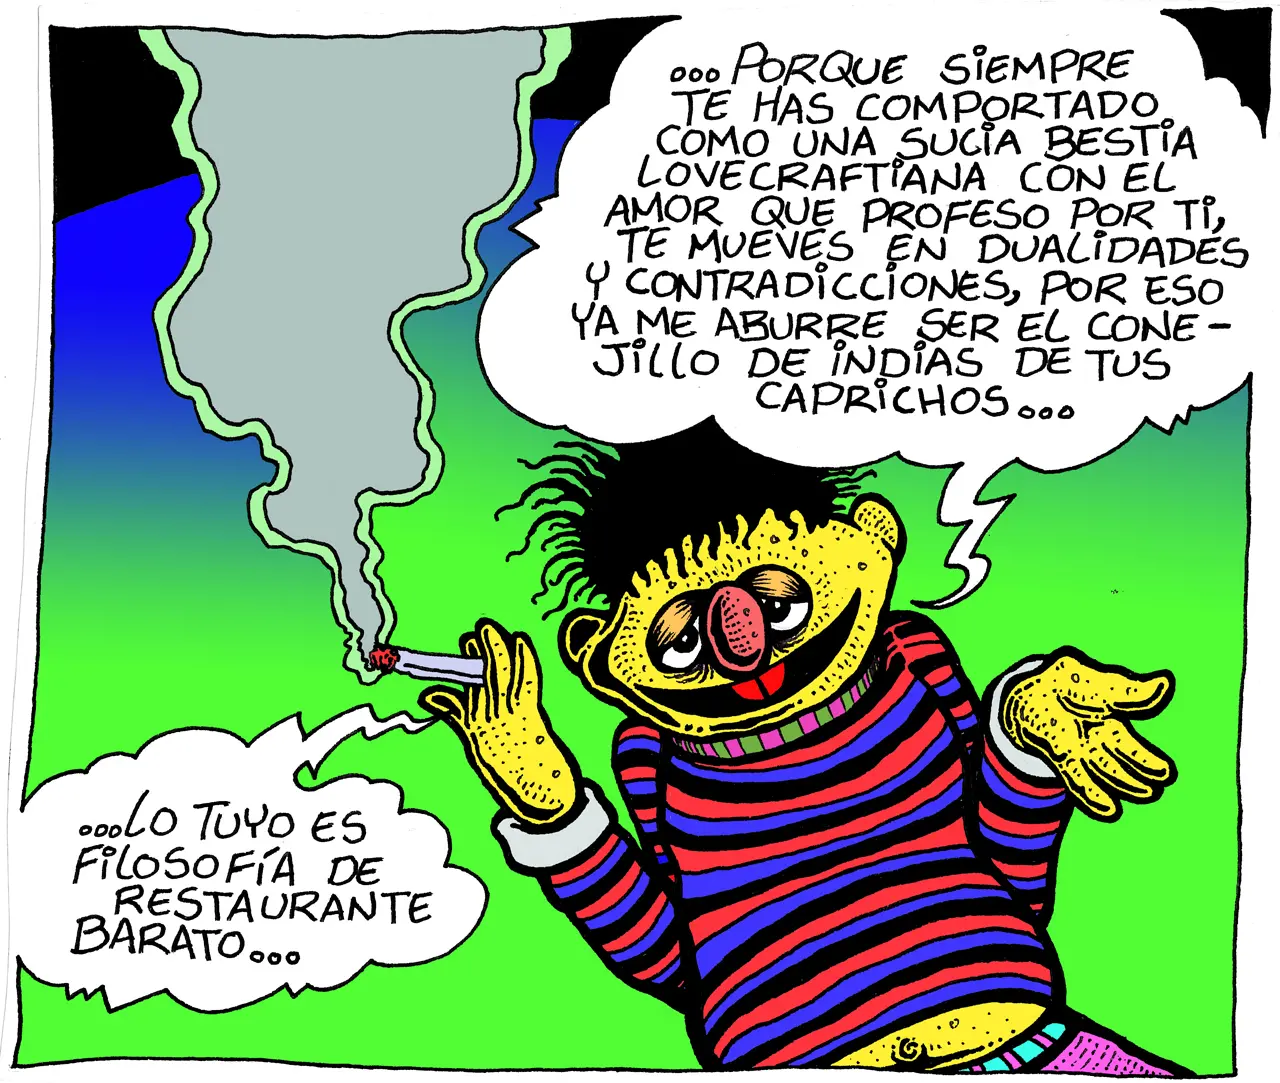 ...PORQUE SIEMPRE
TE HAS COMPORTADO
COMO UNA SUCIA BESTIA
LOVECRAFTIANA CON EL
AMOR QUE PROFESO POR TI,
TE MUEVES EN DUALIDADES
Y CONTRADICCIONES, POR ESO
YA ME ABURRE SER EL CONE-
JILLO DE INDIAS DE TUS
CAPRICHOS...
...LO TUYO ES
FILOSOFÍA DE
RESTAURANTE
BARATO...